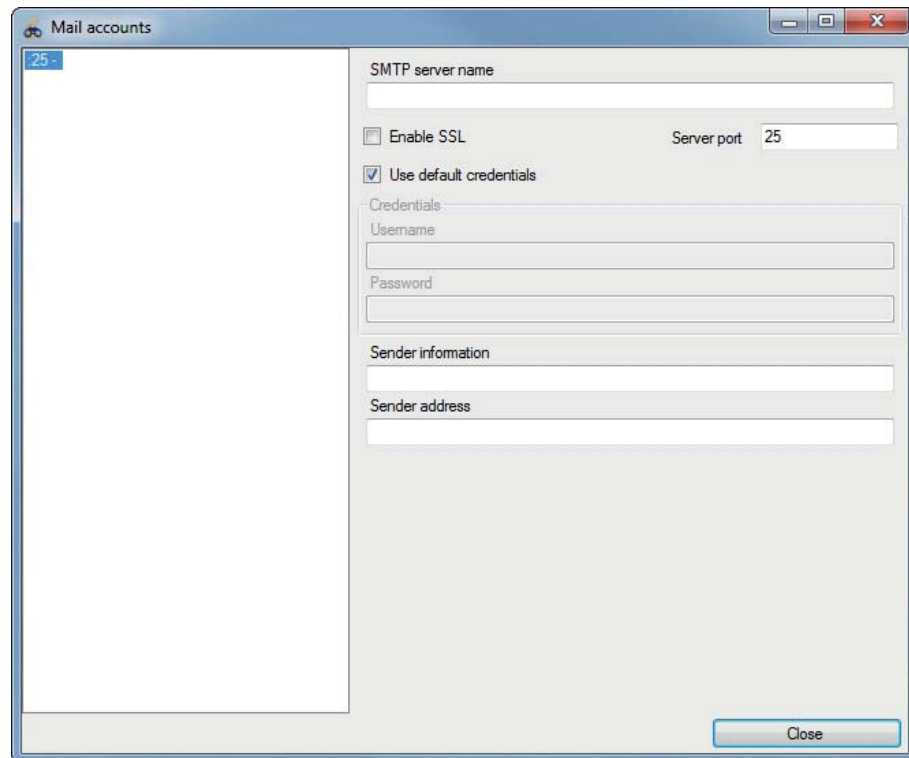 Mail accounts
:25 -
SMTP server name
Enable SSL
Server port 25
Use default credentials
Credentials
Username
Password
Sender information
Sender address
Close